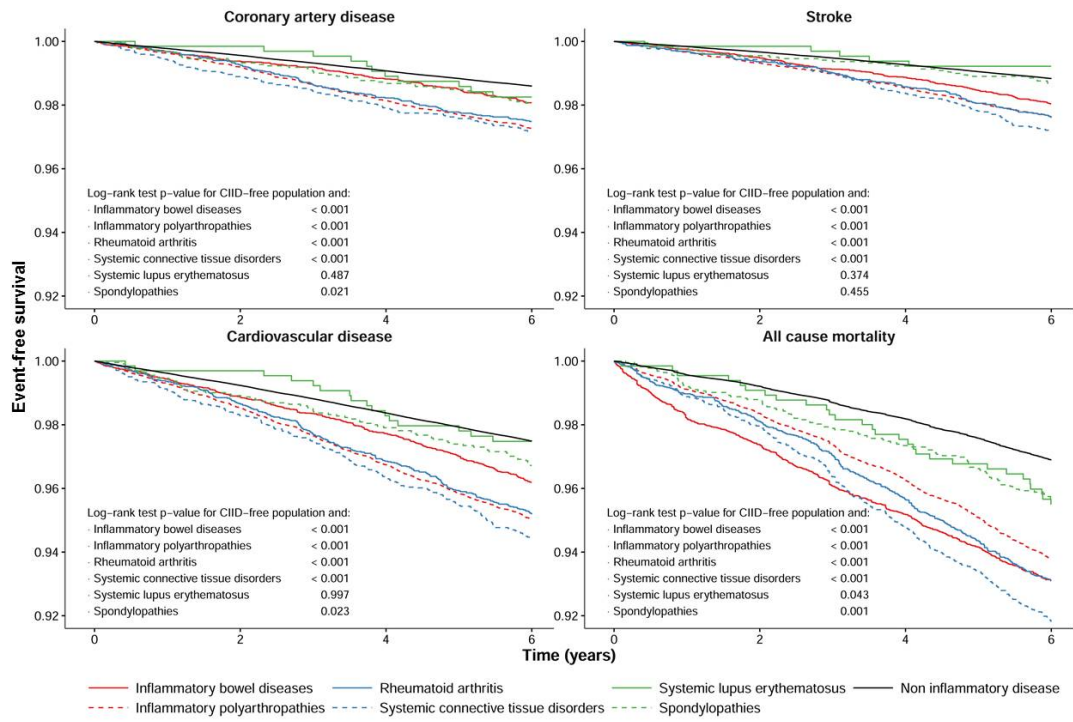 Coronary artery disease
1.00
0.98
0.96
0.94
0.92
Log-rank test p-value for CIID-free population and:
· Inflammatory bowel diseases < 0.001
· Inflammatory polyarthropathies < 0.001
· Rheumatoid arthritis < 0.001
· Systemic connective tissue disorders < 0.001
· Systemic lupus erythematosus 0.487
· Spondylopathies 0.021
0 2 4 6
Stroke
1.00
0.98
0.96
0.94
0.92
Log-rank test p-value for CIID-free population and:
· Inflammatory bowel diseases < 0.001
· Inflammatory polyarthropathies < 0.001
· Rheumatoid arthritis < 0.001
· Systemic connective tissue disorders < 0.001
· Systemic lupus erythematosus 0.374
· Spondylopathies 0.455
0 2 4 6
Event-free survival
Cardiovascular disease
1.00
0.98
0.96
0.94
0.92
Log-rank test p-value for CIID-free population and:
· Inflammatory bowel diseases < 0.001
· Inflammatory polyarthropathies < 0.001
· Rheumatoid arthritis < 0.001
· Systemic connective tissue disorders < 0.001
· Systemic lupus erythematosus 0.997
· Spondylopathies 0.023
0 2 4 6
All cause mortality
1.00
0.98
0.96
0.94
0.92
Log-rank test p-value for CIID-free population and:
· Inflammatory bowel diseases < 0.001
· Inflammatory polyarthropathies < 0.001
· Rheumatoid arthritis < 0.001
· Systemic connective tissue disorders < 0.001
· Systemic lupus erythematosus 0.043
· Spondylopathies 0.001
0 2 4 6
Time (years)
Inflammatory bowel diseases Rheumatoid arthritis Systemic lupus erythematosus Non inflammatory disease
Inflammatory polyarthropathies Systemic connective tissue disorders Spondylopathies